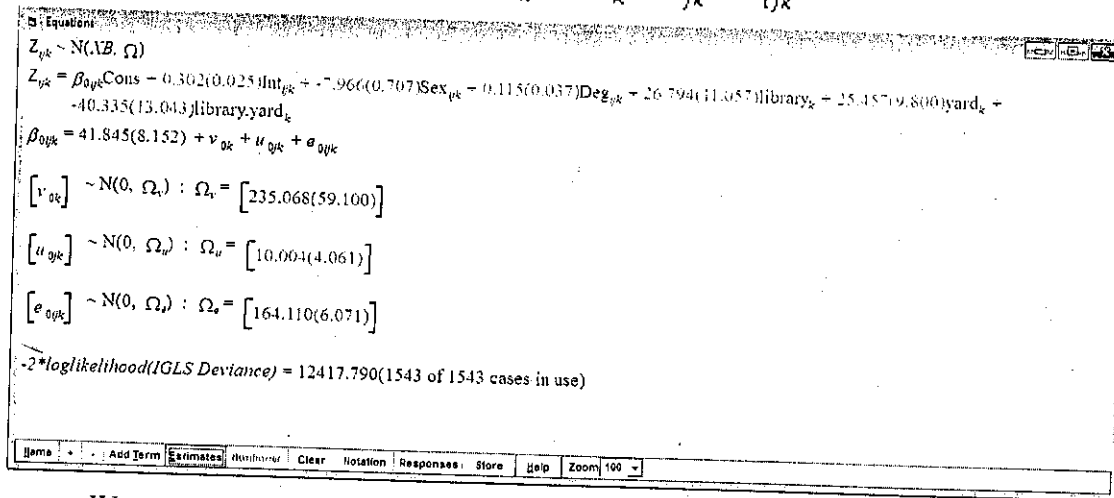 Equations
Z_ijk ~ N(XB, Ω)
Z_ijk = β_0ijk Cons + 0.302(0.025)Int_ijk + -7.966(0.707)Sex_ijk + 0.115(0.037)Deg_ijk + 26.794(11.057)library_k + 25.457(9.800)yard_k +
-40.335(13.043)library.yard_k
β_0ijk = 41.845(8.152) + v_0k + u_0jk + e_0ijk
[v_0k] ~ N(0, Ω_v) : Ω_v = [235.068(59.100)]
[u_0jk] ~ N(0, Ω_u) : Ω_u = [10.004(4.061)]
[e_0ijk] ~ N(0, Ω_e) : Ω_e = [164.110(6.071)]
-2*loglikelihood(IGLS Deviance) = 12417.790(1543 of 1543 cases in use)
Name + - Add Term Estimates Nonlinear Clear Notation Responses Store Help Zoom 100